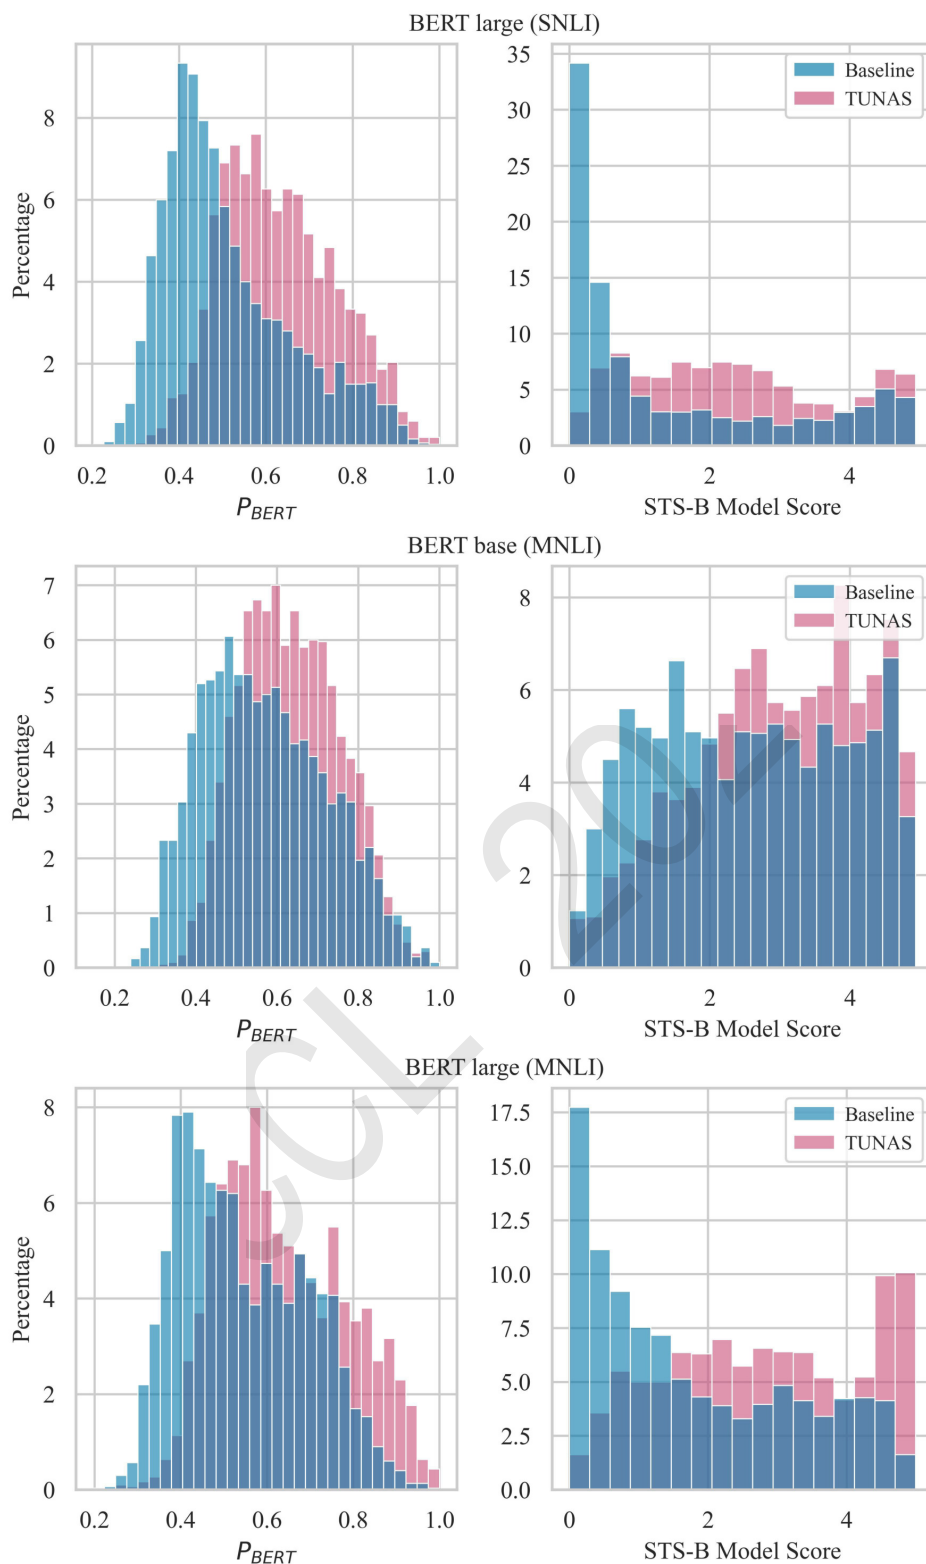 BERT large (SNLI)
Percentage
8
6
4
2
0
0.2 0.4 0.6 0.8 1.0
P_BERT
35
30
25
20
15
10
5
0
0 2 4
STS-B Model Score
Baseline
TUNAS
BERT base (MNLI)
Percentage
7
6
5
4
3
2
1
0
0.2 0.4 0.6 0.8 1.0
P_BERT
8
6
4
2
0
0 2 4
STS-B Model Score
Baseline
TUNAS
BERT large (MNLI)
Percentage
8
6
4
2
0
0.2 0.4 0.6 0.8 1.0
P_BERT
17.5
15.0
12.5
10.0
7.5
5.0
2.5
0.0
0 2 4
STS-B Model Score
Baseline
TUNAS
CCL 20